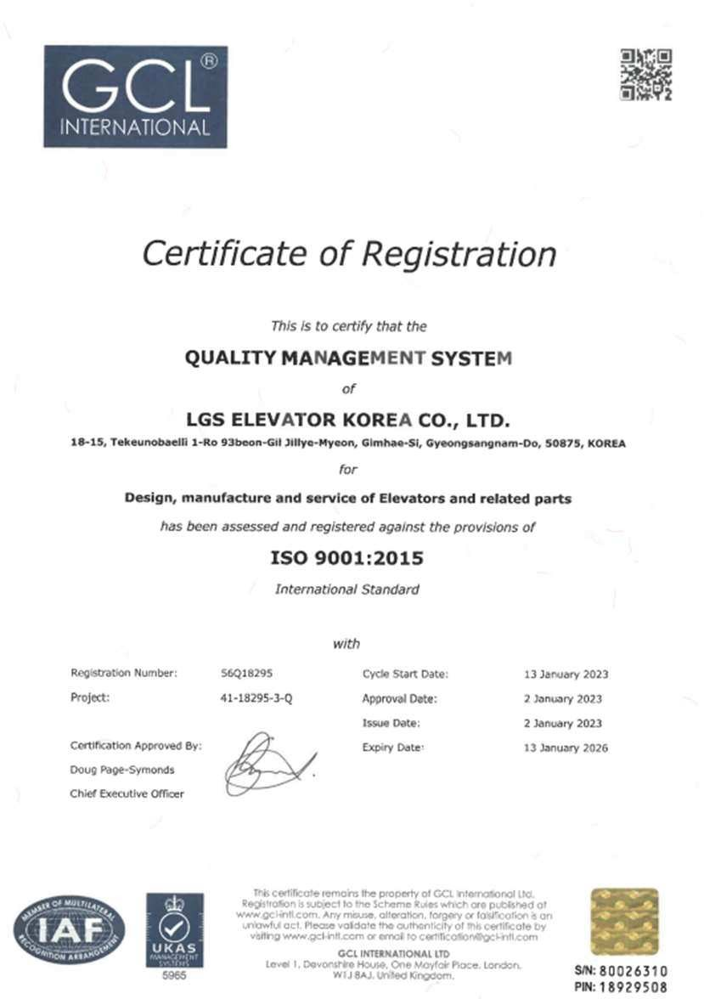 GCL®
INTERNATIONAL
Certificate of Registration
This is to certify that the
QUALITY MANAGEMENT SYSTEM
of
LGS ELEVATOR KOREA CO., LTD.
18-15, Tekeunobaelli 1-Ro 93beon-Gil Jillye-Myeon, Gimhae-Si, Gyeongsangnam-Do, 50875, KOREA
for
Design, manufacture and service of Elevators and related parts
has been assessed and registered against the provisions of
ISO 9001:2015
International Standard
with
Registration Number: 56Q18295
Cycle Start Date: 13 January 2023
Project: 41-18295-3-Q
Approval Date: 2 January 2023
Issue Date: 2 January 2023
Certification Approved By:
Expiry Date: 13 January 2026
Doug Page-Symonds
Chief Executive Officer
MEMBER OF MULTILATERAL
IAF
RECOGNITION ARRANGEMENT
UKAS
MANAGEMENT
SYSTEMS
5965
This certificate remains the property of GCL International Ltd.
Registration is subject to the Scheme Rules which are published at
www.gcl-intl.com. Any misuse, alteration, forgery or falsification is an
unlawful act. Please validate the authenticity of this certificate by
visiting www.gcl-intl.com or email to certification@gcl-intl.com
GCL INTERNATIONAL LTD
Level 1, Devonshire House, One Mayfair Place, London,
W1J 8AJ, United Kingdom.
S/N: 80026310
PIN: 18929508